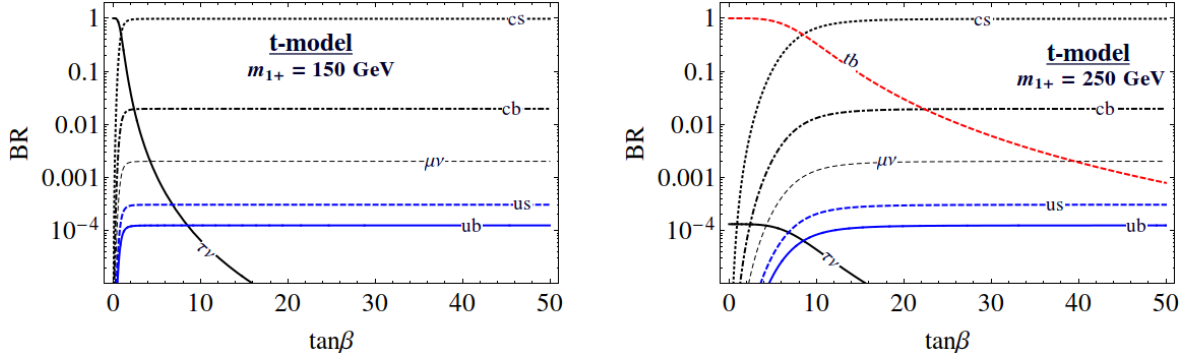 1
0.1
0.01
0.001
10⁻⁴
BR
t-model
m₁₊ = 150 GeV
cs
cb
μν
us
ub
τν
0 10 20 30 40 50
tanβ
1
0.1
0.01
0.001
10⁻⁴
BR
cs
tb
t-model
m₁₊ = 250 GeV
cb
μν
us
ub
τν
0 10 20 30 40 50
tanβ